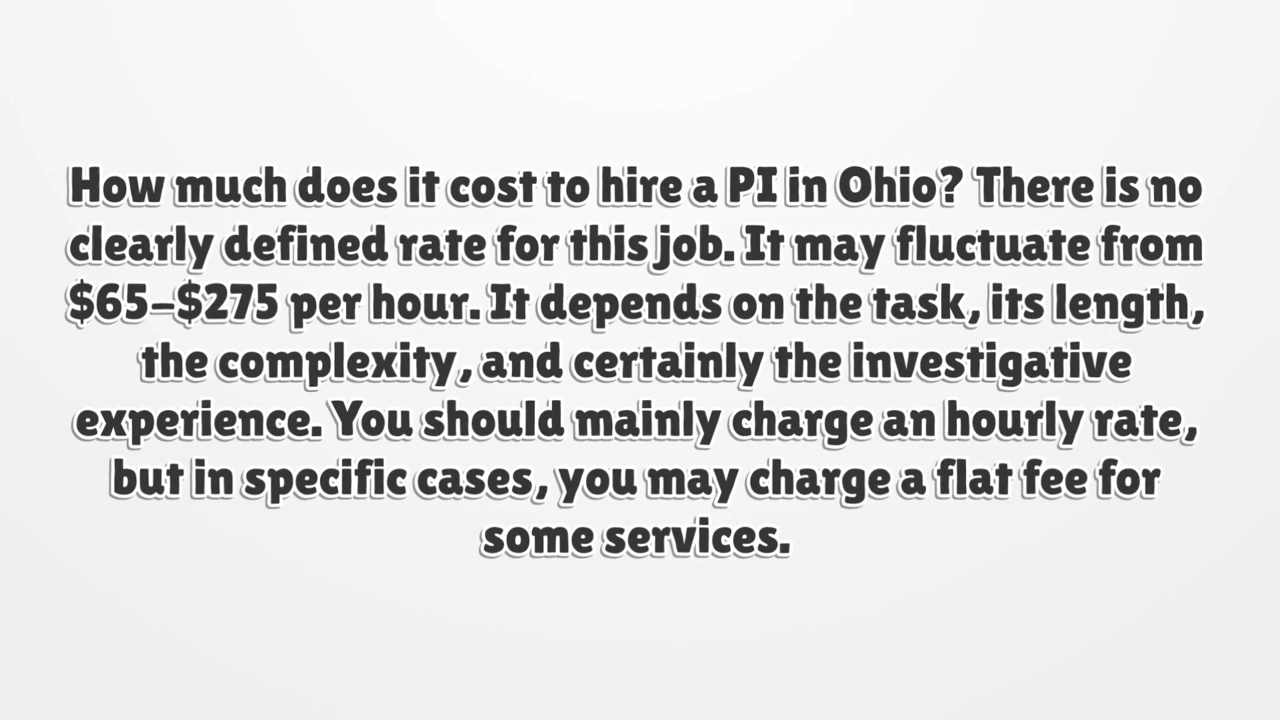 How much does it cost to hire a PI in Ohio? There is no
clearly defined rate for this job. It may fluctuate from
$65–$275 per hour. It depends on the task, its length,
the complexity, and certainly the investigative
experience. You should mainly charge an hourly rate,
but in specific cases, you may charge a flat fee for
some services.